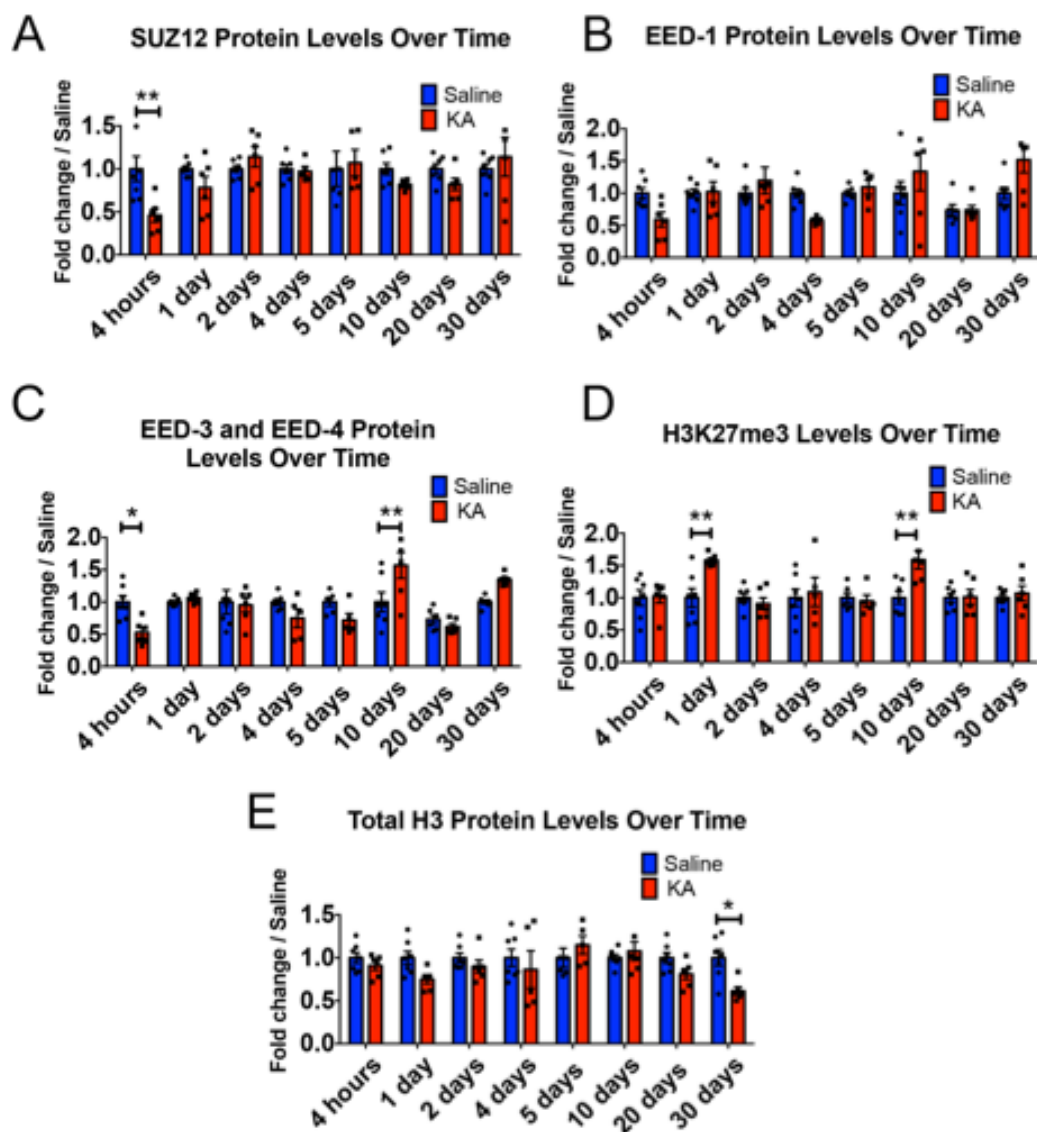 A
SUZ12 Protein Levels Over Time
Saline
KA
**
Fold change / Saline
1.5
1.0
0.5
0.0
4 hours
1 day
2 days
4 days
5 days
10 days
20 days
30 days
B
EED-1 Protein Levels Over Time
Saline
KA
Fold change / Saline
2.0
1.5
1.0
0.5
0.0
4 hours
1 day
2 days
4 days
5 days
10 days
20 days
30 days
C
EED-3 and EED-4 Protein
Levels Over Time
Saline
KA
*
**
Fold change / Saline
2.0
1.5
1.0
0.5
0.0
4 hours
1 day
2 days
4 days
5 days
10 days
20 days
30 days
D
H3K27me3 Levels Over Time
Saline
KA
**
**
Fold change / Saline
2.0
1.5
1.0
0.5
0.0
4 hours
1 day
2 days
4 days
5 days
10 days
20 days
30 days
E
Total H3 Protein Levels Over Time
Saline
KA
*
Fold change / Saline
1.5
1.0
0.5
0.0
4 hours
1 day
2 days
4 days
5 days
10 days
20 days
30 days